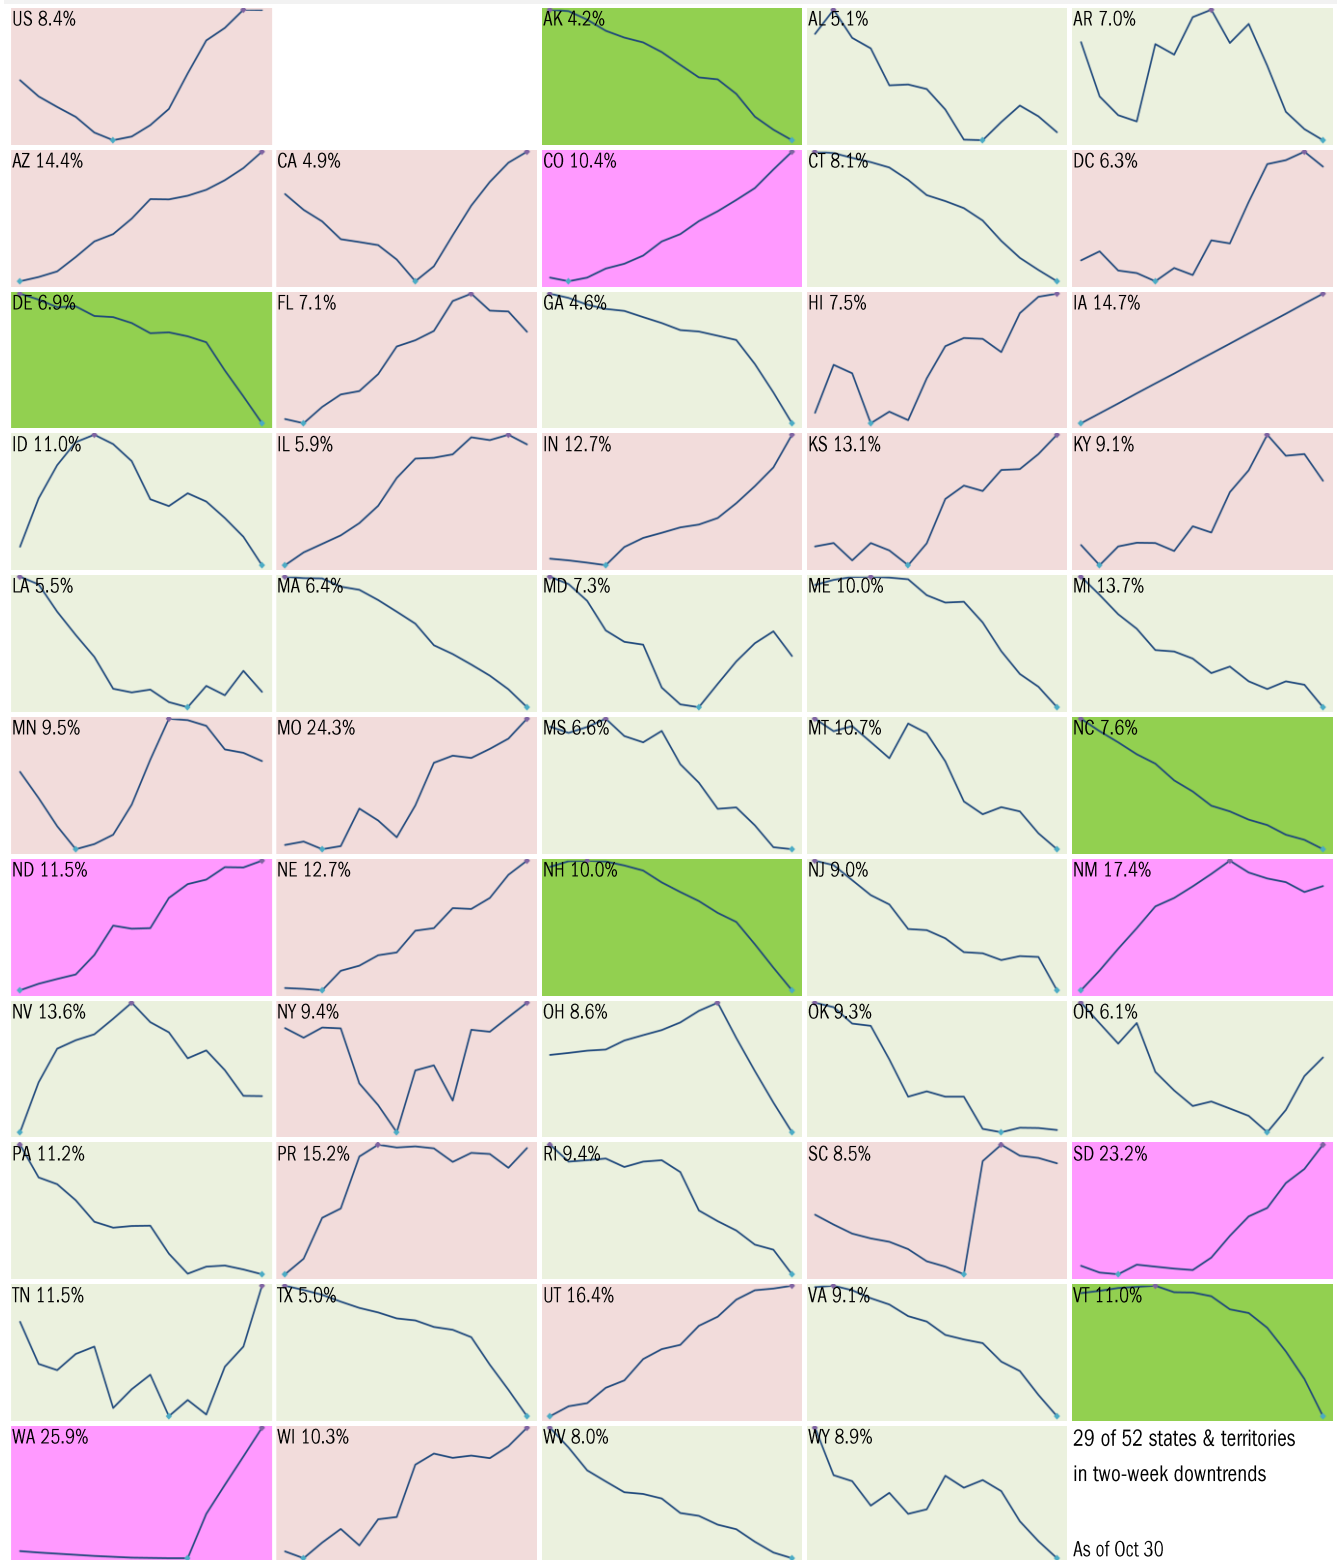 US 8.4%
AK 4.2%
AL 5.1%
AR 7.0%
AZ 14.4%
CA 4.9%
CO 10.4%
CT 8.1%
DC 6.3%
DE 6.9%
FL 7.1%
GA 4.6%
HI 7.5%
IA 14.7%
ID 11.0%
IL 5.9%
IN 12.7%
KS 13.1%
KY 9.1%
LA 5.5%
MA 6.4%
MD 7.3%
ME 10.0%
MI 13.7%
MN 9.5%
MO 24.3%
MS 6.6%
MT 10.7%
NC 7.6%
ND 11.5%
NE 12.7%
NH 10.0%
NJ 9.0%
NM 17.4%
NV 13.6%
NY 9.4%
OH 8.6%
OK 9.3%
OR 6.1%
PA 11.2%
PR 15.2%
RI 9.4%
SC 8.5%
SD 23.2%
TN 11.5%
TX 5.0%
UT 16.4%
VA 9.1%
VT 11.0%
WA 25.9%
WI 10.3%
WV 8.0%
WY 8.9%
29 of 52 states & territories
in two-week downtrends
As of Oct 30